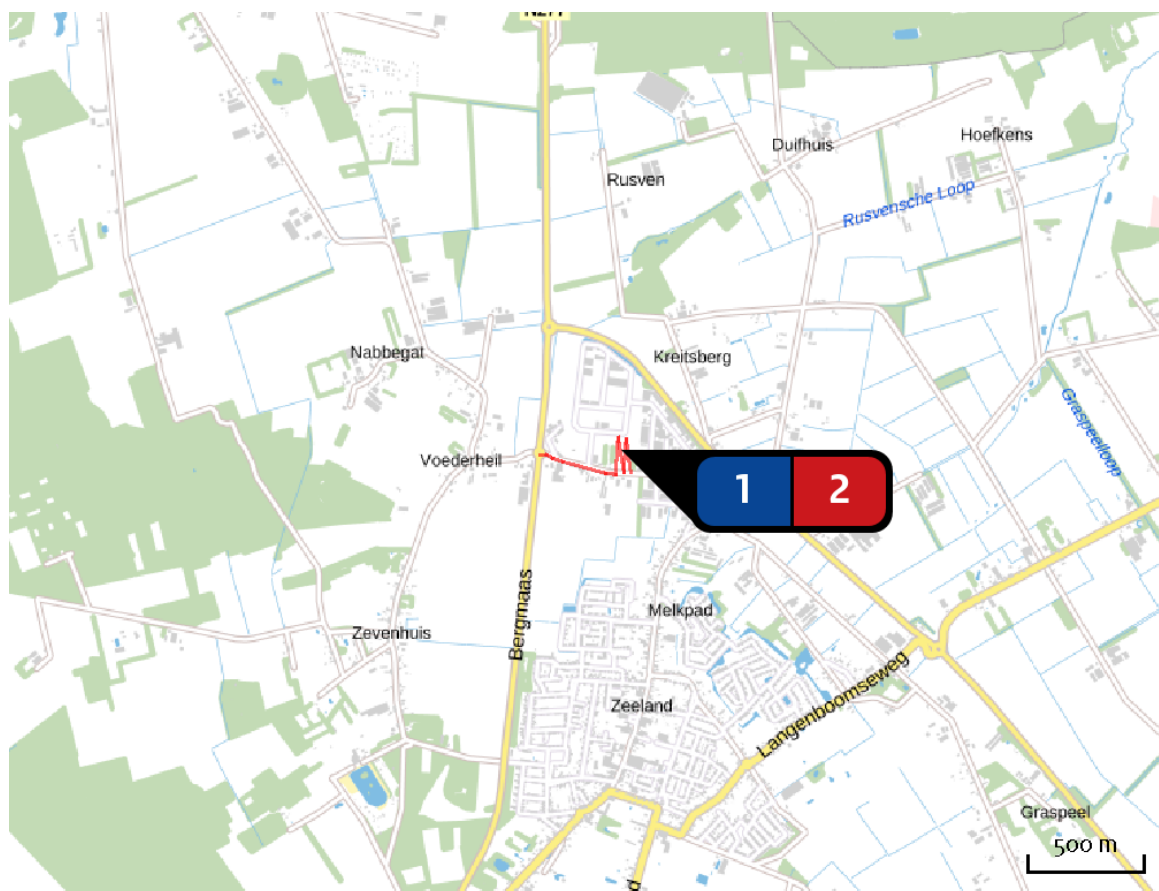 Duifhuis
Hoefkens
Rusven
Rusvensche Loop
Nabbegat
Kreitsberg
Graspeelloop
Voederheil
1
2
Bergmaas
Melkpad
Zevenhuis
Zeeland
Langenboomseweg
Graspeel
500 m